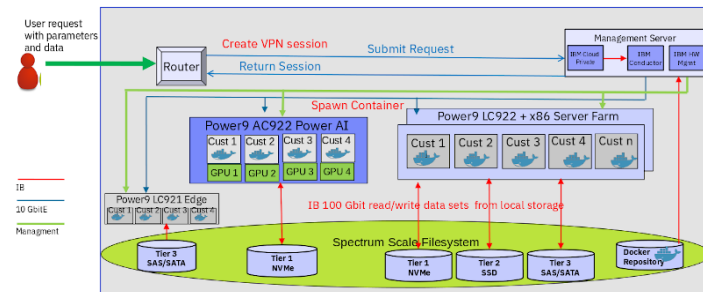 User request
with parameters
and data
Create VPN session
Submit Request
Return Session
Router
Management Server
IBM Cloud
Private
IBM
Conductor
IBM HW
Mgmt
Spawn Container
Power9 AC922 Power AI
Cust 1
Cust 2
Cust 3
Cust 4
GPU 1
GPU 2
GPU 3
GPU 4
Power9 LC922 + x86 Server Farm
Cust 1
Cust 2
Cust 3
Cust 4
Cust n
IB
10 GbitE
Managment
Power9 LC921 Edge
Cust 1
Cust 2
Cust 3
Cust 4
IB 100 Gbit read/write data sets from local storage
Spectrum Scale Filesystem
Tier 3
SAS/SATA
Tier 1
NVMe
Tier 1
NVMe
Tier 2
SSD
Tier 3
SAS/SATA
Docker
Repository